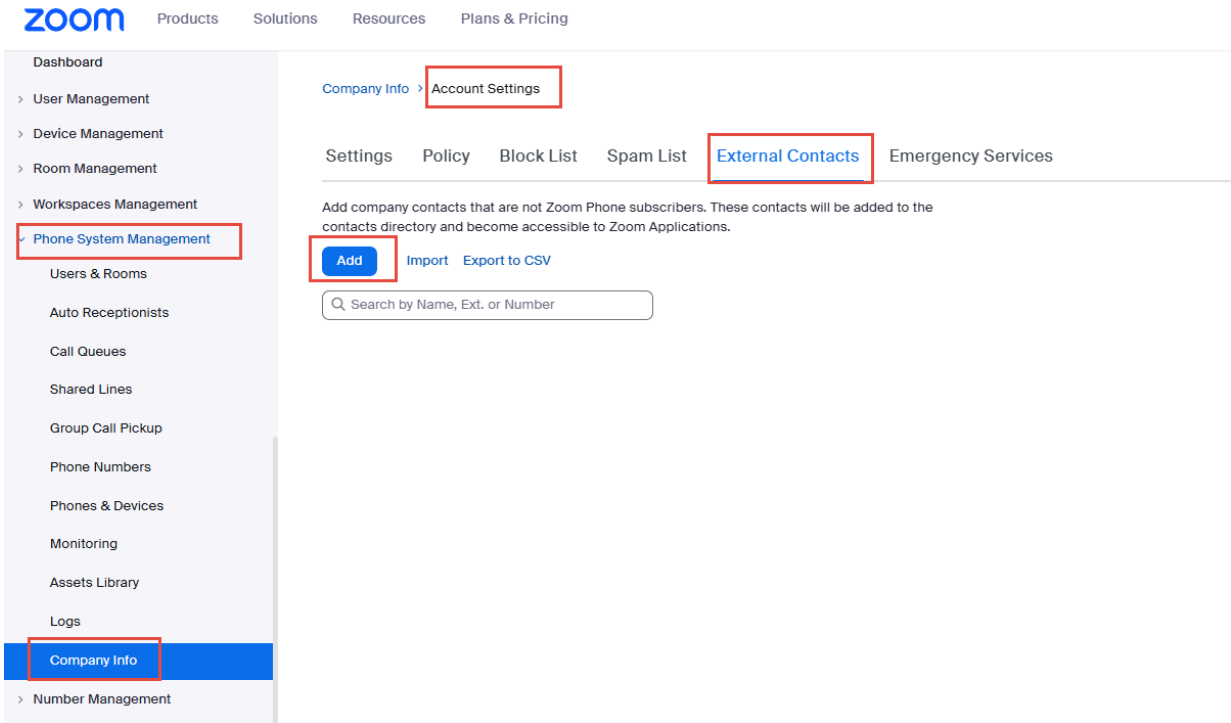 zoom Products Solutions Resources Plans & Pricing
Dashboard
User Management
Device Management
Room Management
Workspaces Management
Phone System Management
Users & Rooms
Auto Receptionists
Call Queues
Shared Lines
Group Call Pickup
Phone Numbers
Phones & Devices
Monitoring
Assets Library
Logs
Company Info
Number Management
Company Info > Account Settings
Settings Policy Block List Spam List External Contacts Emergency Services
Add company contacts that are not Zoom Phone subscribers. These contacts will be added to the
contacts directory and become accessible to Zoom Applications.
Add Import Export to CSV
Search by Name, Ext. or Number